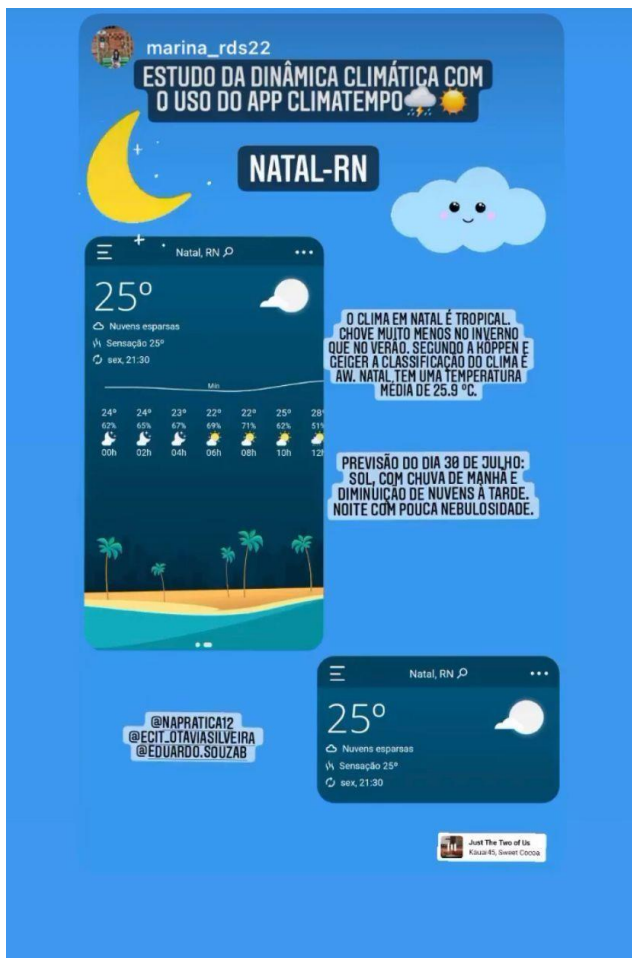 marina_rds22
ESTUDO DA DINÂMICA CLIMÁTICA COM
O USO DO APP CLIMATEMPO
NATAL-RN
Natal, RN
25°
Nuvens esparsas
Sensação 25°
sex, 21:30
Min
24° 24° 23° 22° 22° 25° 28°
62% 65% 67% 69% 71% 62% 51%
00h 02h 04h 06h 08h 10h 12h
O CLIMA EM NATAL É TROPICAL.
CHOVE MUITO MENOS NO INVERNO
QUE NO VERÃO. SEGUNDO A KÖPPEN E
GEIGER A CLASSIFICAÇÃO DO CLIMA É
AW. NATAL TEM UMA TEMPERATURA
MÉDIA DE 25.9 °C.
PREVISÃO DO DIA 30 DE JULHO:
SOL, COM CHUVA DE MANHÃ E
DIMINUIÇÃO DE NUVENS À TARDE.
NOITE COM POUCA NEBULOSIDADE.
Natal, RN
25°
Nuvens esparsas
Sensação 25°
sex, 21:30
@NAPRATICA12
@ECIT_OTAVIASILVEIRA
@EDUARDO.SOUZAB
Just The Two of Us
Kauai45, Sweet Cocoa